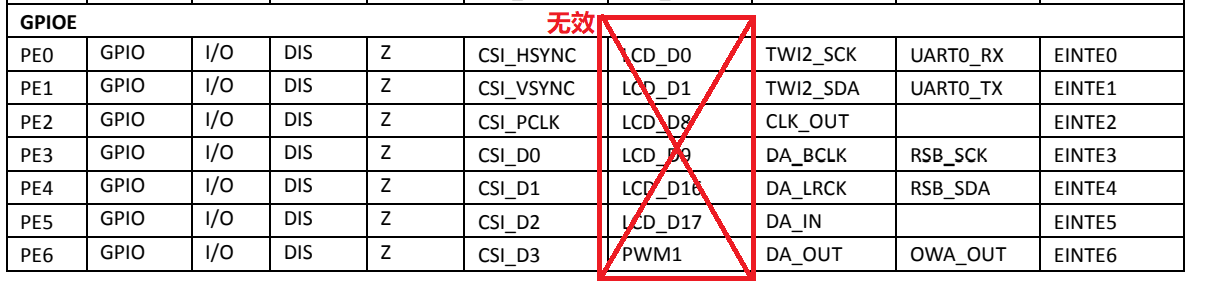 GPIOE 无效
PE0 GPIO I/O DIS Z CSI_HSYNC LCD_D0 TWI2_SCK UART0_RX EINTE0
PE1 GPIO I/O DIS Z CSI_VSYNC LCD_D1 TWI2_SDA UART0_TX EINTE1
PE2 GPIO I/O DIS Z CSI_PCLK LCD_D8 CLK_OUT EINTE2
PE3 GPIO I/O DIS Z CSI_D0 LCD_D9 DA_BCLK RSB_SCK EINTE3
PE4 GPIO I/O DIS Z CSI_D1 LCD_D16 DA_LRCK RSB_SDA EINTE4
PE5 GPIO I/O DIS Z CSI_D2 LCD_D17 DA_IN EINTE5
PE6 GPIO I/O DIS Z CSI_D3 PWM1 DA_OUT OWA_OUT EINTE6